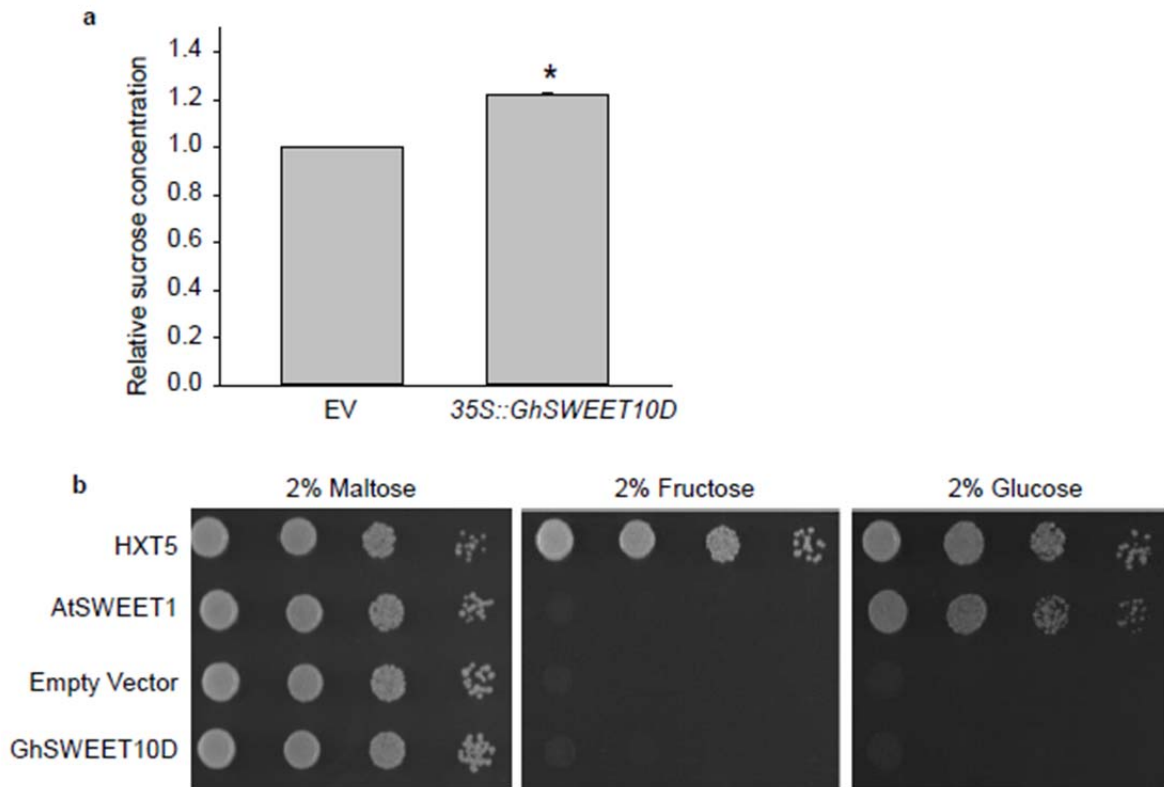 a
Relative sucrose concentration
1.4
1.2
1.0
0.8
0.6
0.4
0.2
0.0
*
EV 35S::GhSWEET10D
b
2% Maltose 2% Fructose 2% Glucose
HXT5
AtSWEET1
Empty Vector
GhSWEET10D